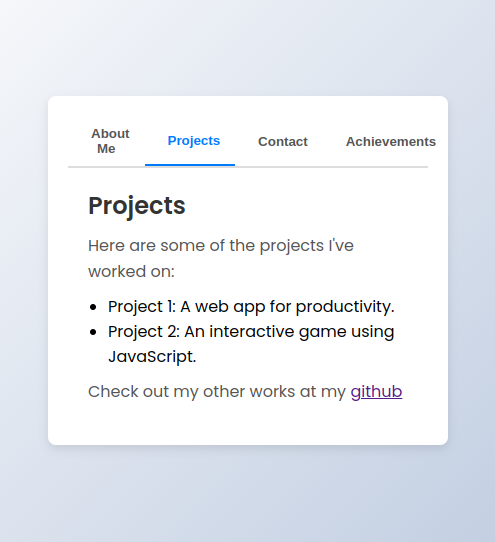 About
Me
Projects
Contact
Achievements
Projects
Here are some of the projects I've
worked on:
Project 1: A web app for productivity.
Project 2: An interactive game using
JavaScript.
Check out my other works at my github